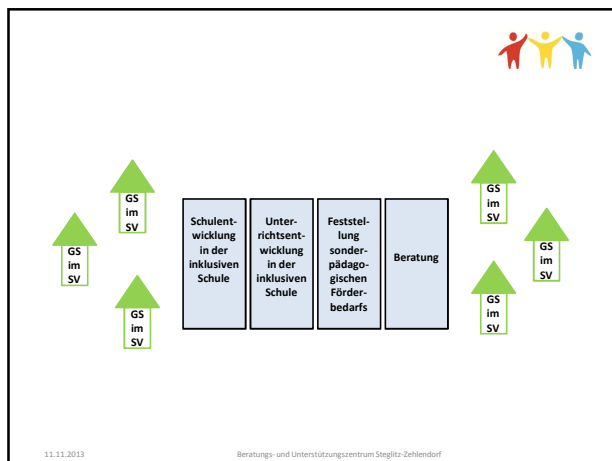 GS
im
SV
GS
im
SV
GS
im
SV
Schulent-
wicklung
in der
inklusiven
Schule
Unter-
richtsent-
wicklung
in der
inklusiven
Schule
Feststel-
lung
sonder-
pädago-
gischen
Förder-
bedarfs
Beratung
GS
im
SV
GS
im
SV
GS
im
SV
11.11.2013
Beratungs- und Unterstützungszentrum Steglitz-Zehlendorf